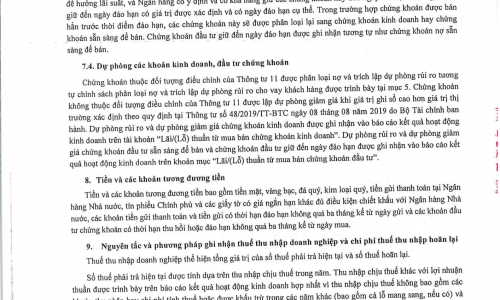 để hưởng lãi suất, và Ngân hàng có ý định và có khả năng giữ các chứng khoán này
giữ đến ngày đáo hạn có giá trị được xác định và có ngày đáo hạn cụ thể. Trong trường hợp chứng khoán được bán
hẳn trước thời điểm đáo hạn, các chứng khoán này sẽ được phân loại lại sang chứng khoán kinh doanh hay chứng
khoán sẵn sàng để bán. Chứng khoán đầu tư giữ đến ngày đáo hạn được ghi nhận tương tự như chứng khoán nợ sẵn
sàng để bán.
7.4. Dự phòng các khoản kinh doanh, đầu tư chứng khoán
Chứng khoán thuộc đối tượng điều chỉnh của Thông tư 11 được phân loại nợ và trích lập dự phòng rủi ro tương
tự chính sách phân loại nợ và trích lập dự phòng rủi ro cho vay khách hàng được trình bày tại mục 5. Chứng khoán
không thuộc đối tượng điều chỉnh của Thông tư 11 được lập dự phòng giảm giá khi giá trị ghi sổ cao hơn giá trị thị
trường xác định theo quy định tại Thông tư số 48/2019/TT-BTC ngày 08 tháng 08 năm 2019 do Bộ Tài chính ban
hành. Dự phòng rủi ro và dự phòng giảm giá chứng khoán kinh doanh được ghi nhận vào báo cáo kết quả hoạt động
kinh doanh trên tài khoản “Lãi/(Lỗ) thuần từ mua bán chứng khoán kinh doanh”. Dự phòng rủi ro và dự phòng giảm
giá chứng khoán đầu tư sẵn sàng để bán và chứng khoán đầu tư giữ đến ngày đáo hạn được ghi nhận vào báo cáo kết
quả hoạt động kinh doanh trên khoản mục “Lãi/(Lỗ) thuần từ mua bán chứng khoán đầu tư”.
8. Tiền và các khoản tương đương tiền
Tiền và các khoản tương đương tiền bao gồm tiền mặt, vàng bạc, đá quý, kim loại quý, tiền gửi thanh toán tại Ngân
hàng Nhà nước, tín phiếu Chính phủ và các giấy tờ có giá ngắn hạn khác đủ điều kiện chiết khấu với Ngân hàng Nhà
nước, các khoản tiền gửi thanh toán và tiền gửi có thời hạn đáo hạn không quá ba tháng kể từ ngày gửi và các khoản đầu
tư chứng khoán có thời hạn thu hồi hoặc đáo hạn không quá ba tháng kể từ ngày mua.
9. Nguyên tắc và phương pháp ghi nhận thuế thu nhập doanh nghiệp và chi phí thuế thu nhập hoãn lại
Thuế thu nhập doanh nghiệp thể hiện tổng giá trị của số thuế phải trả hiện tại và số thuế hoãn lại.
Số thuế phải trả hiện tại được tính dựa trên thu nhập chịu thuế trong năm. Thu nhập chịu thuế khác với lợi nhuận
thuần được trình bày trên báo cáo kết quả hoạt động kinh doanh hợp nhất vì thu nhập chịu thuế không bao gồm các
hay chi phí tính thuế hoặc được khấu trừ trong các năm khác (bao gồm cả lỗ mang sang, nếu có) và